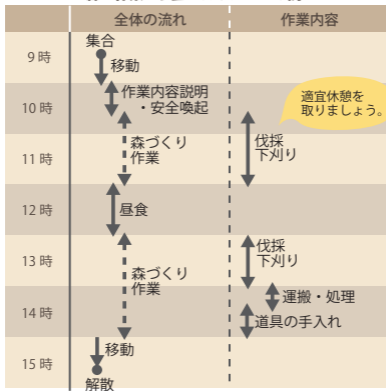 全体の流れ
作業内容
集合
9時
移動
作業内容説明
・安全喚起
適宜休憩を
取りましょう。
10時
森づくり
作業
伐採
下刈り
11時
12時
昼食
伐採
下刈り
13時
森づくり
作業
運搬・処理
14時
道具の手入れ
移動
15時
解散